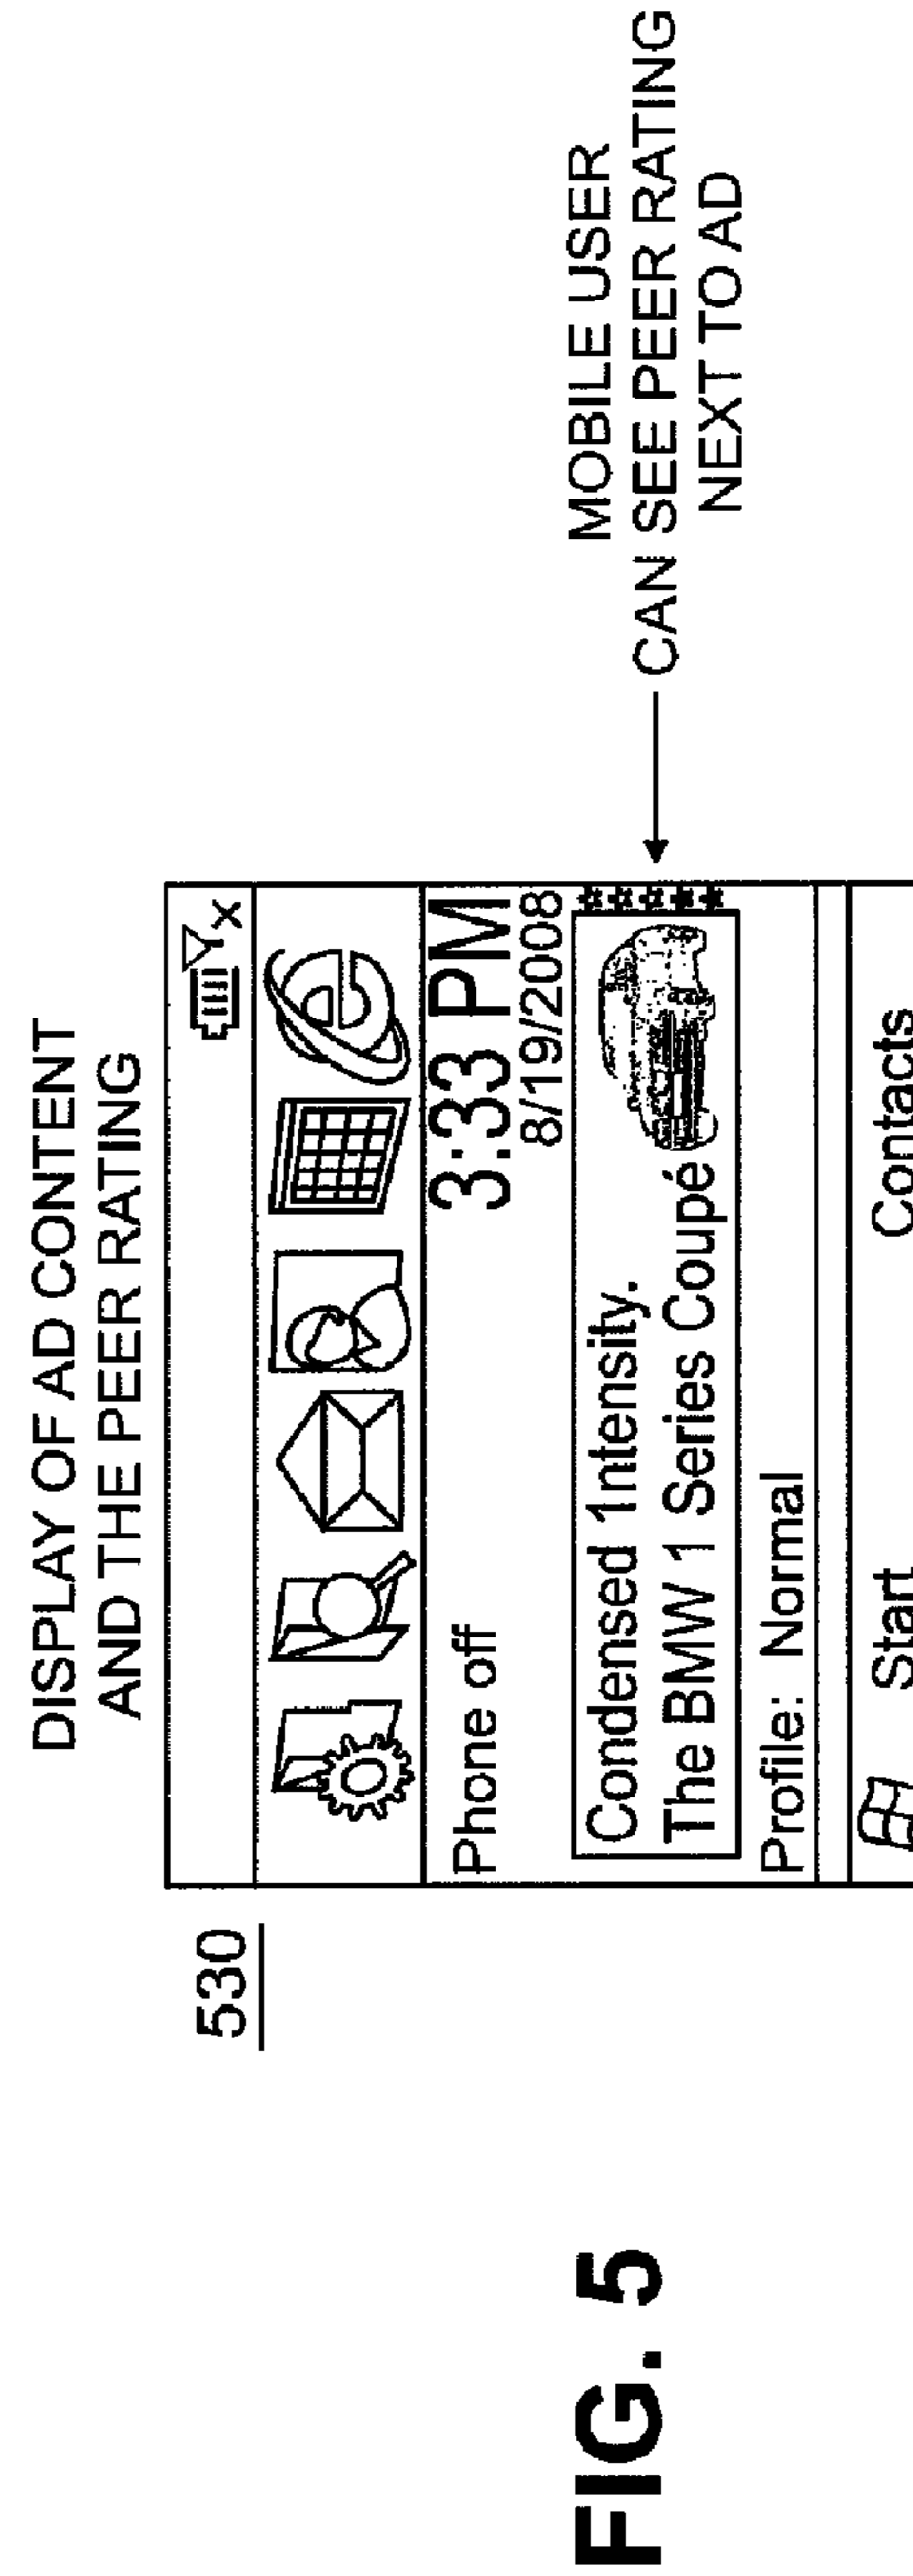 DISPLAY OF AD CONTENT
AND THE PEER RATING
530
Phone off
3:33 PM
8/19/2008
Condensed 1ntensity.
The BMW 1 Series Coupé
Profile: Normal
Start
Contacts
MOBILE USER
CAN SEE PEER RATING
NEXT TO AD
FIG. 5